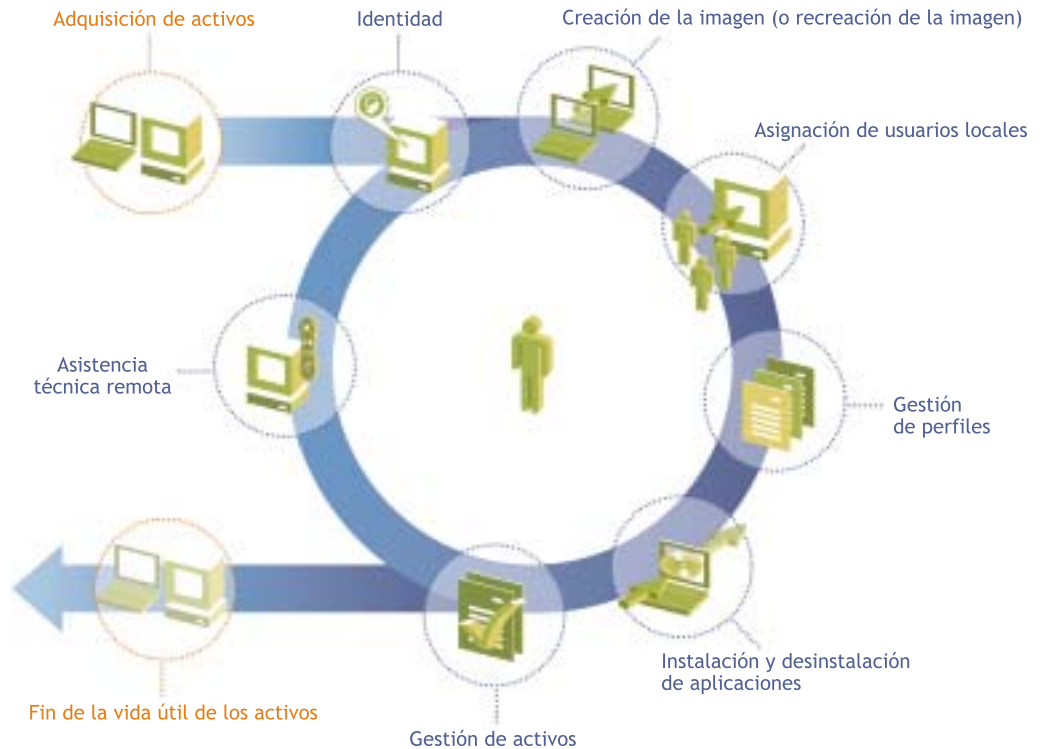 Adquisición de activos
Identidad
Creación de la imagen (o recreación de la imagen)
Asignación de usuarios locales
Asistencia
técnica remota
Gestión
de perfiles
Instalación y desinstalación
de aplicaciones
Fin de la vida útil de los activos
Gestión de activos